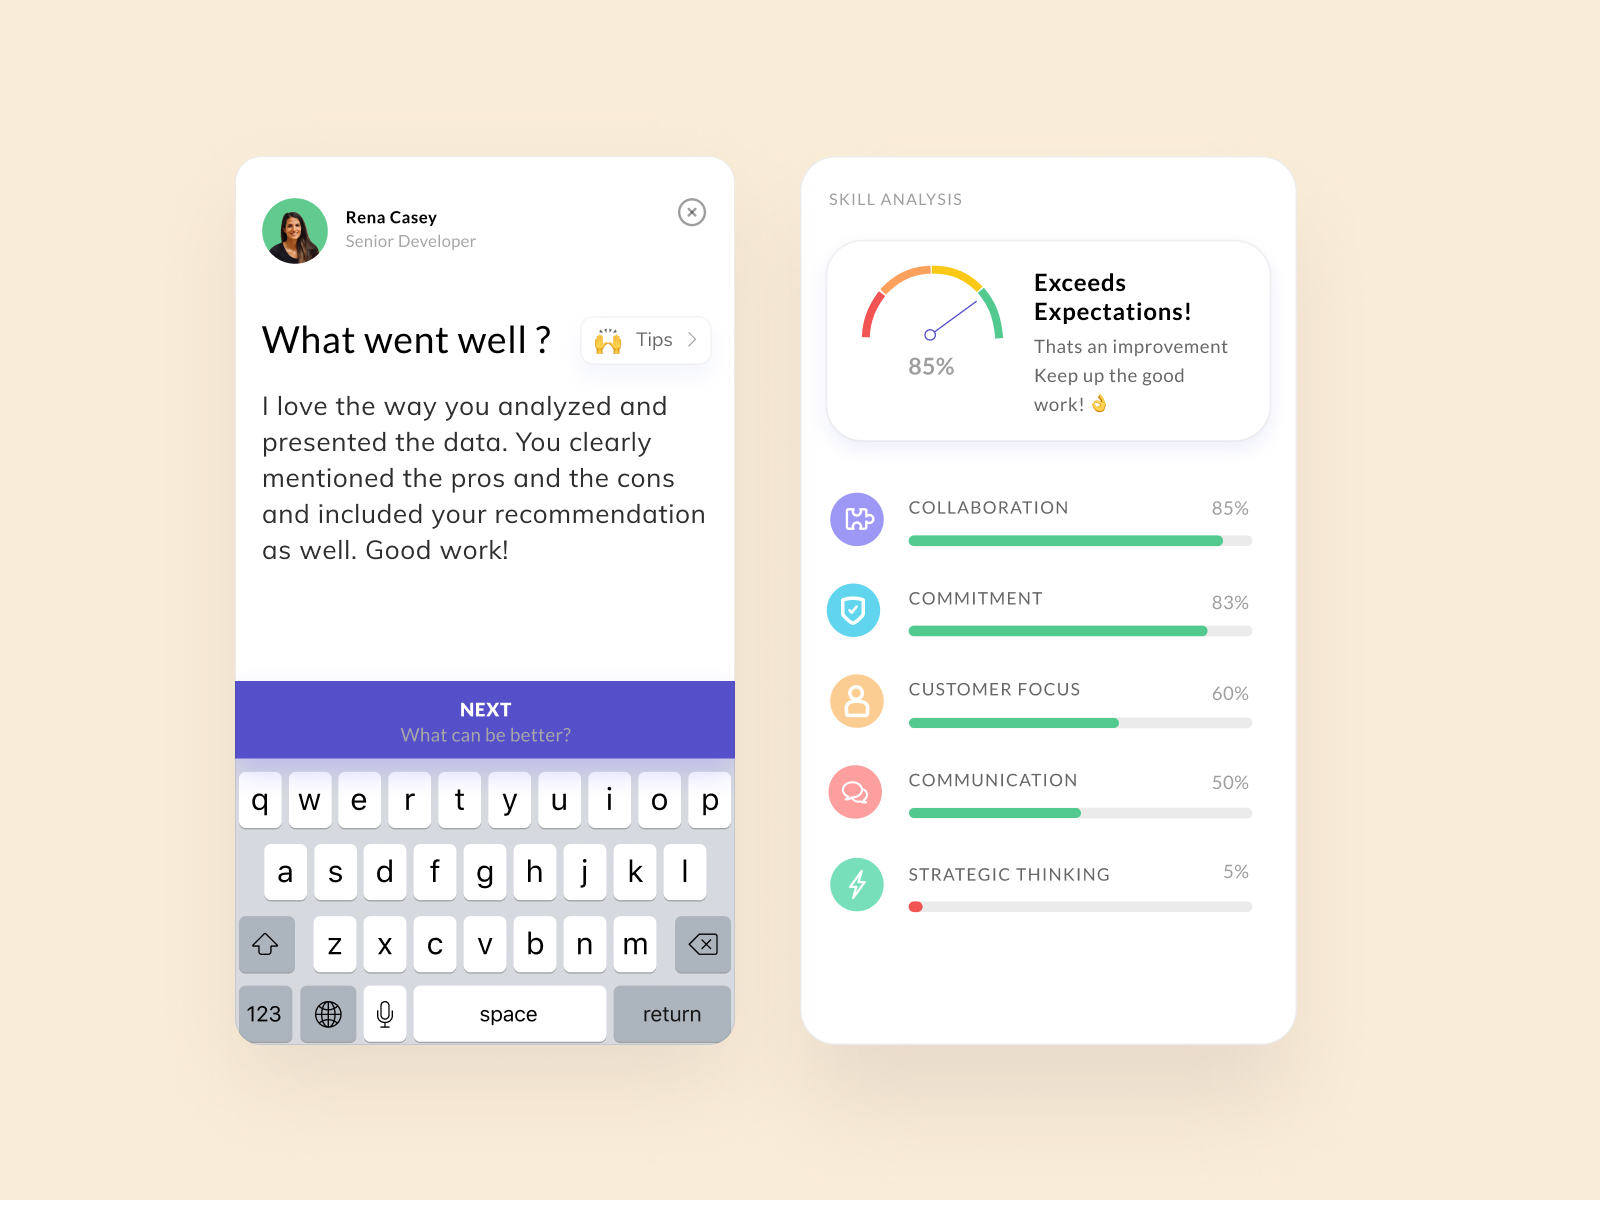 Rena Casey
Senior Developer
What went well ?
🙌 Tips
I love the way you analyzed and
presented the data. You clearly
mentioned the pros and the cons
and included your recommendation
as well. Good work!
NEXT
What can be better?
q w e r t y u i o p
a s d f g h j k l
z x c v b n m
123 space return
SKILL ANALYSIS
85%
Exceeds
Expectations!
Thats an improvement
Keep up the good
work! 👌
COLLABORATION 85%
COMMITMENT 83%
CUSTOMER FOCUS 60%
COMMUNICATION 50%
STRATEGIC THINKING 5%